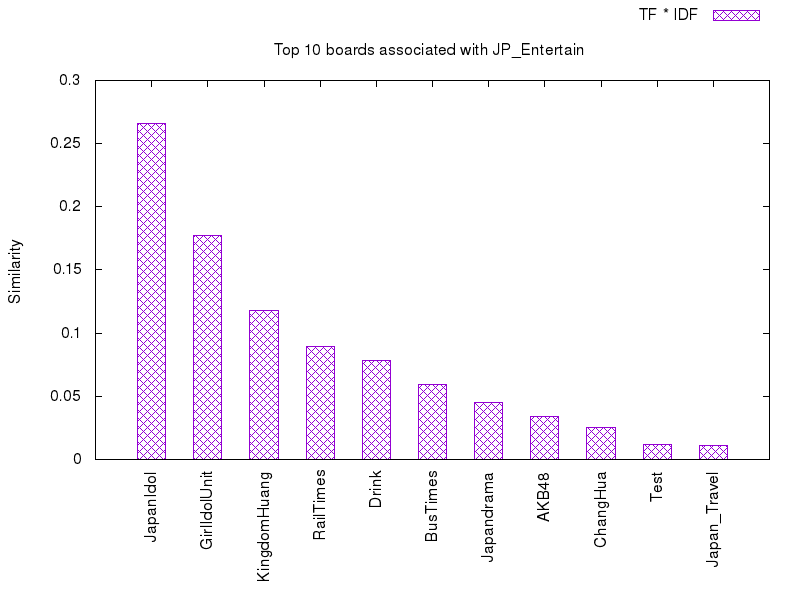 TF * IDF
Top 10 boards associated with JP_Entertain
0.3
0.25
0.2
0.15
0.1
0.05
0
Similarity
JapanIdol
GirlIdolUnit
KingdomHuang
RailTimes
Drink
BusTimes
Japandrama
AKB48
ChangHua
Test
Japan_Travel